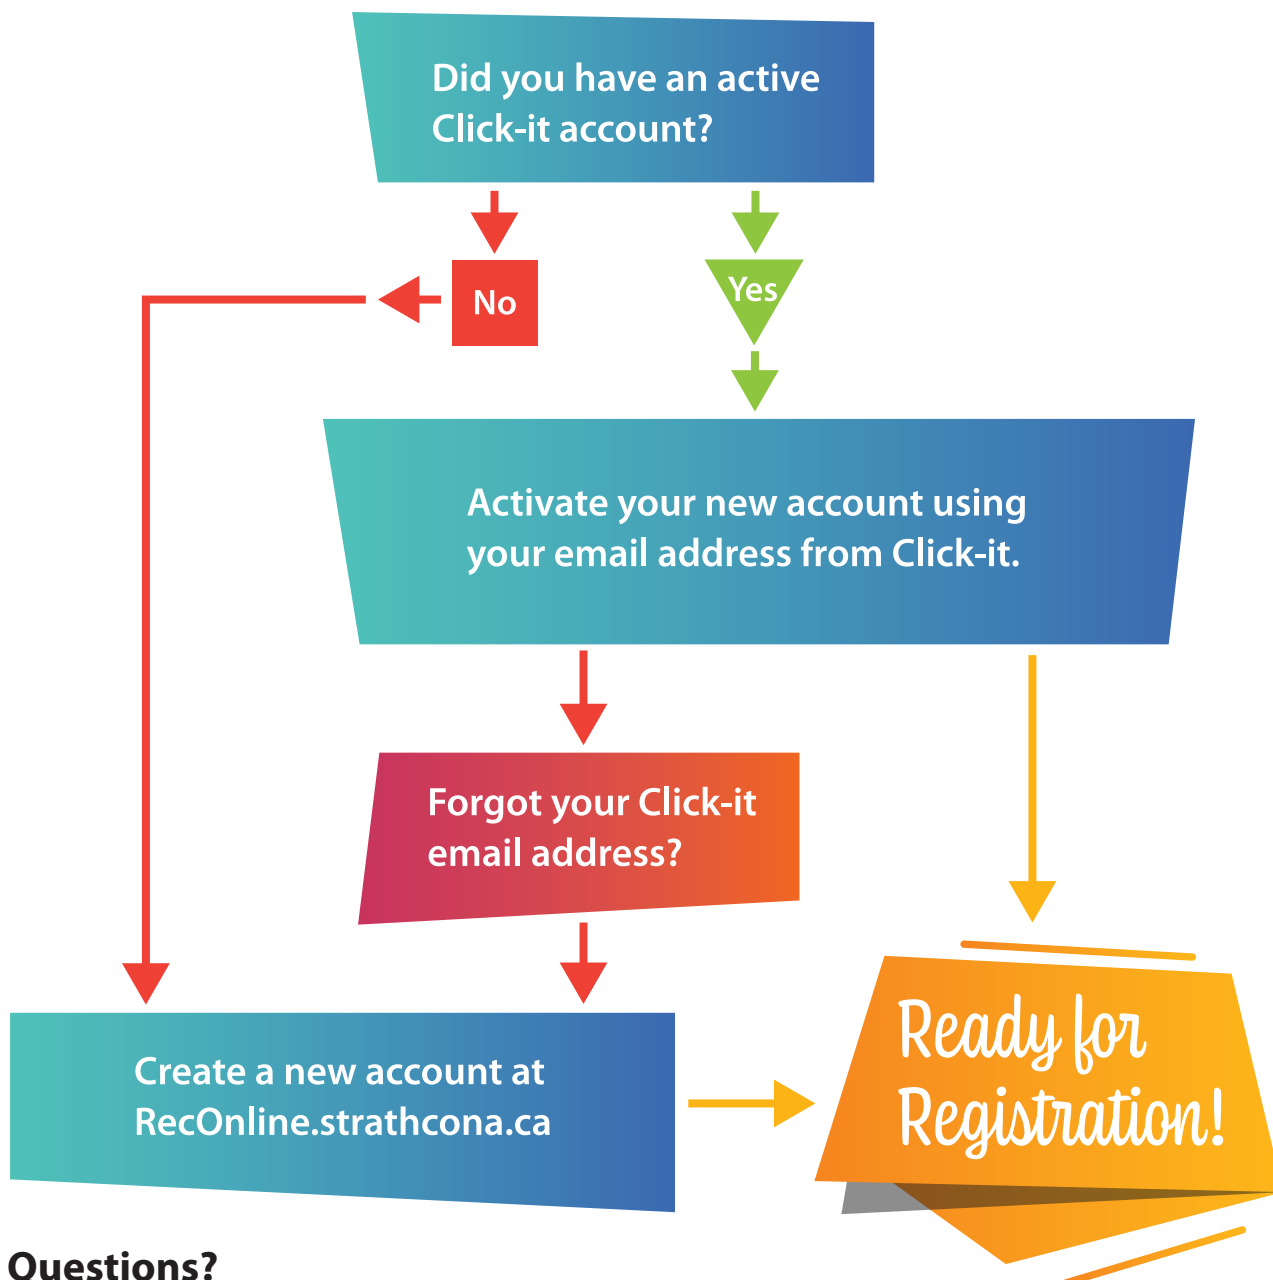 Did you have an active
Click-it account?
No
Yes
Activate your new account using
your email address from Click-it.
Forgot your Click-it
email address?
Create a new account at
RecOnline.strathcona.ca
Ready for
Registration!
Questions?